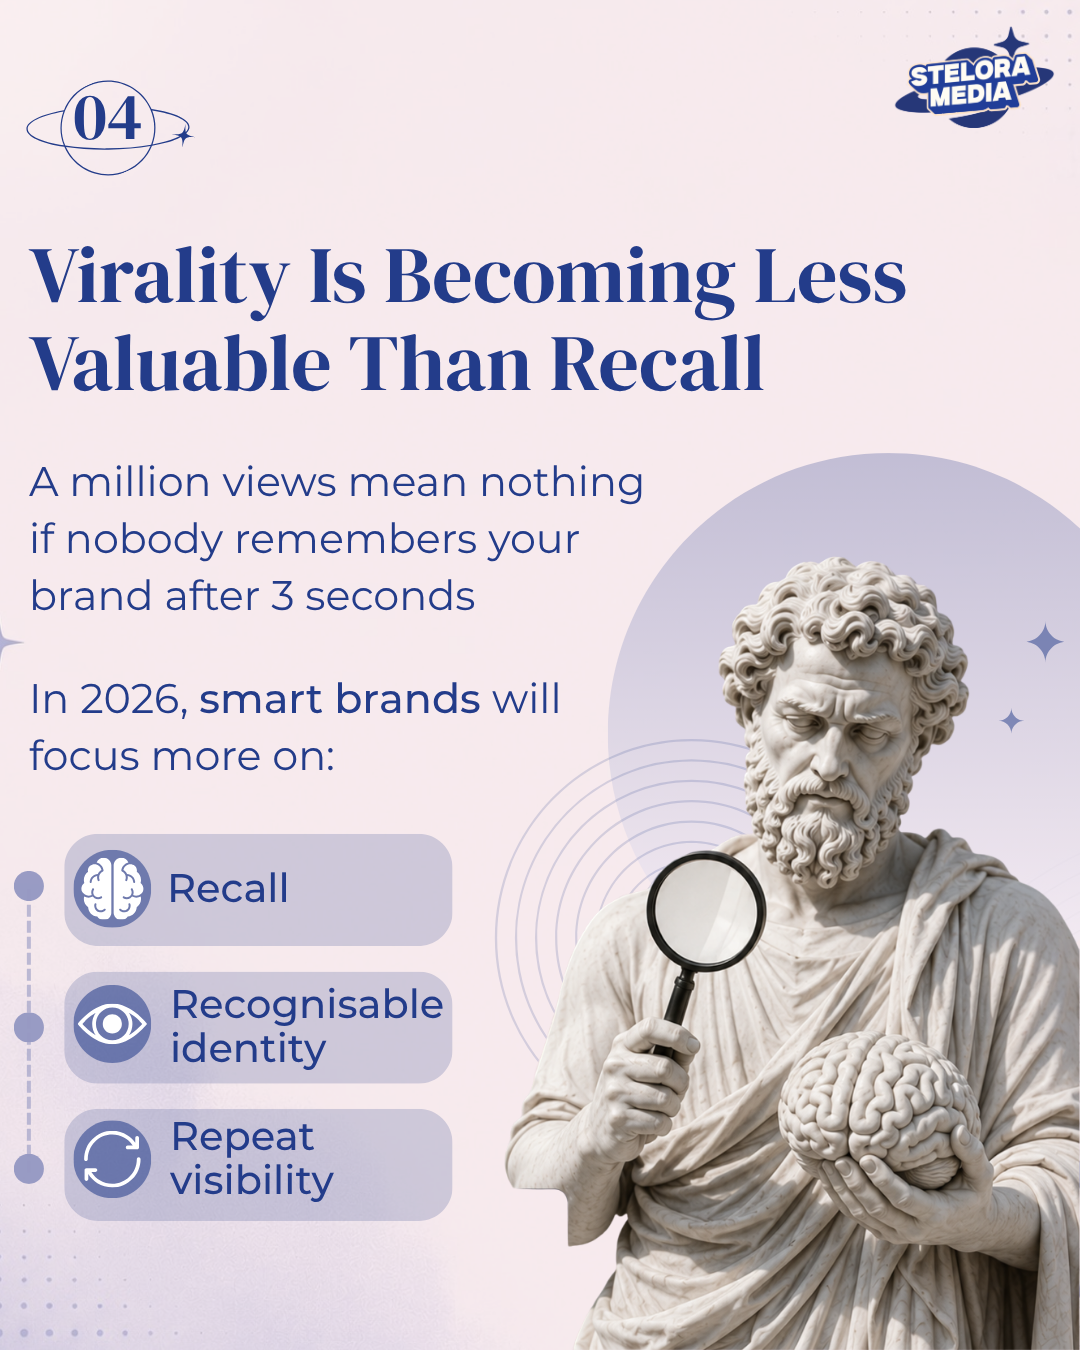 04
STELORA
MEDIA
Virality Is Becoming Less
Valuable Than Recall
A million views mean nothing
if nobody remembers your
brand after 3 seconds
In 2026, smart brands will
focus more on:
Recall
Recognisable
identity
Repeat
visibility